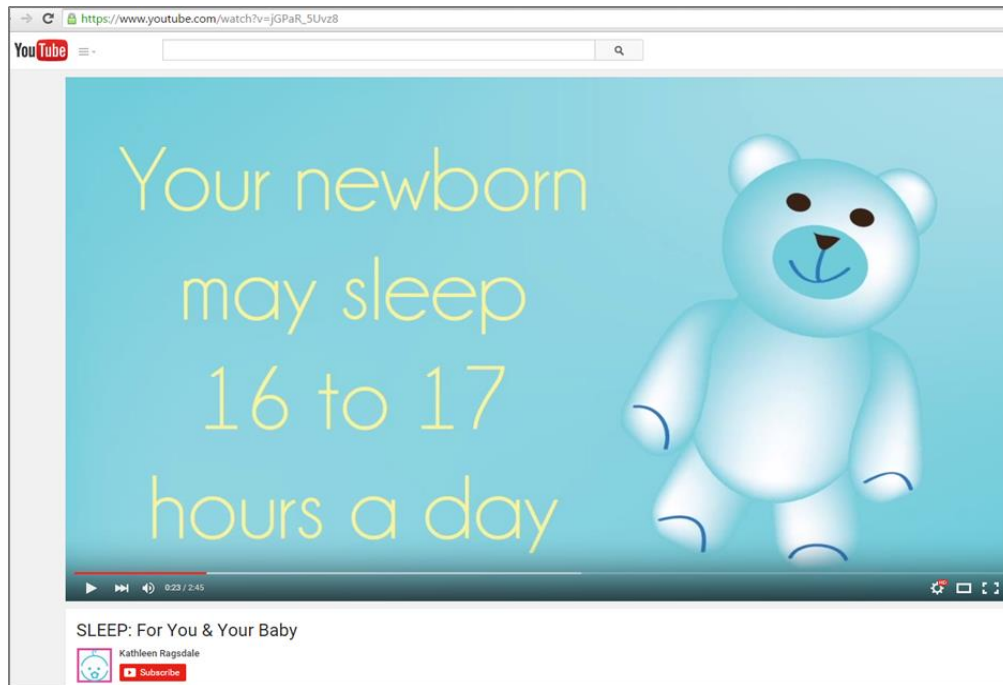 https://www.youtube.com/watch?v=jGPaR_5Uvz8
YouTube
Your newborn
may sleep
16 to 17
hours a day
0:23 / 2:45
HD
SLEEP: For You & Your Baby
Kathleen Ragsdale
Subscribe